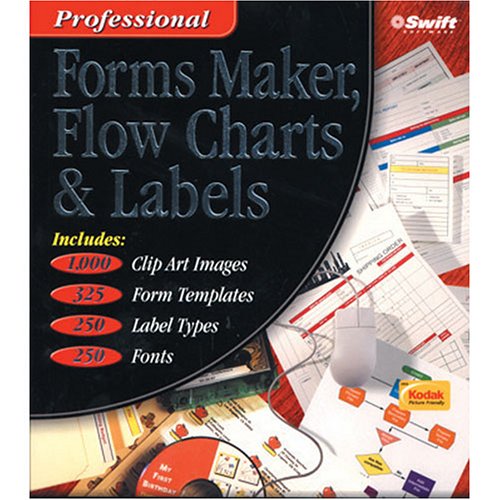 Professional
Swift
SOFTWARE
Forms Maker,
Flow Charts
& Labels
Includes:
1,000 Clip Art Images
325 Form Templates
250 Label Types
250 Fonts
SHIPPING ORDER
Kodak
Picture Friendly
MY
FIRST
BIRTHDAY